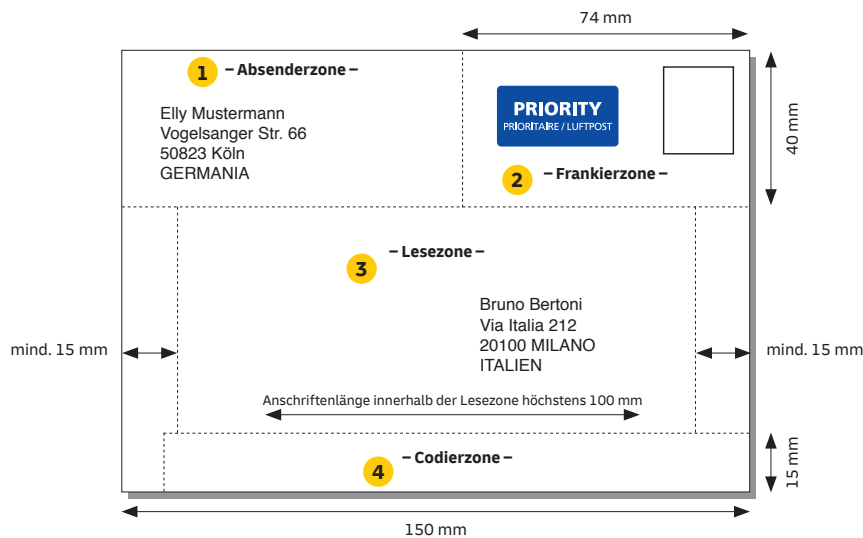 74 mm
1 – Absenderzone –
Elly Mustermann
Vogelsanger Str. 66
50823 Köln
GERMANIA
PRIORITY
PRIORITAIRE / LUFTPOST
40 mm
2 – Frankierzone –
3 – Lesezone –
Bruno Bertoni
Via Italia 212
20100 MILANO
ITALIEN
mind. 15 mm
mind. 15 mm
Anschriftenlänge innerhalb der Lesezone höchstens 100 mm
4 – Codierzone –
15 mm
150 mm